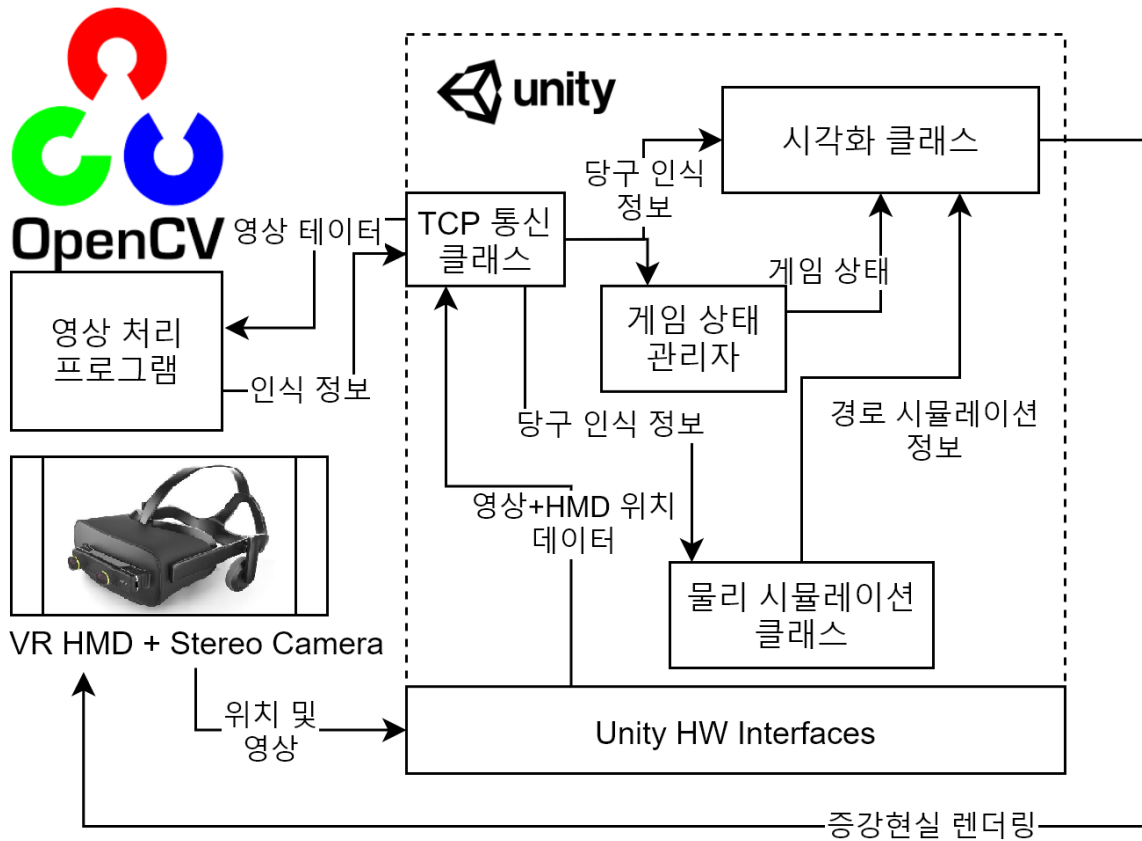 unity
시각화 클래스
당구 인식
정보
OpenCV
영상 테이터
TCP 통신
클래스
게임 상태
게임 상태
관리자
영상 처리
프로그램
인식 정보
당구 인식 정보
경로 시뮬레이션
정보
영상+HMD 위치
데이터
물리 시뮬레이션
클래스
VR HMD + Stereo Camera
위치 및
영상
Unity HW Interfaces
증강현실 렌더링